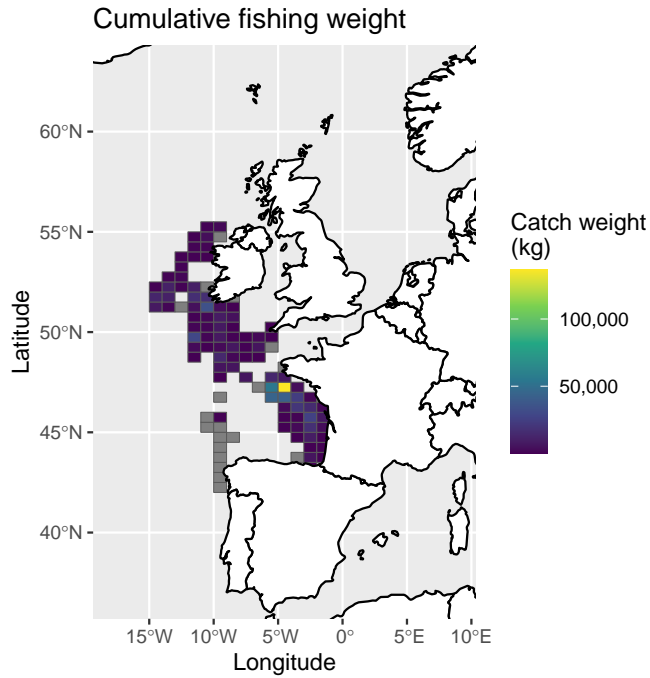 Cumulative fishing weight
60°N
55°N
50°N
45°N
40°N
15°W 10°W 5°W 0° 5°E 10°E
Longitude
Latitude
Catch weight
(kg)
100,000
50,000